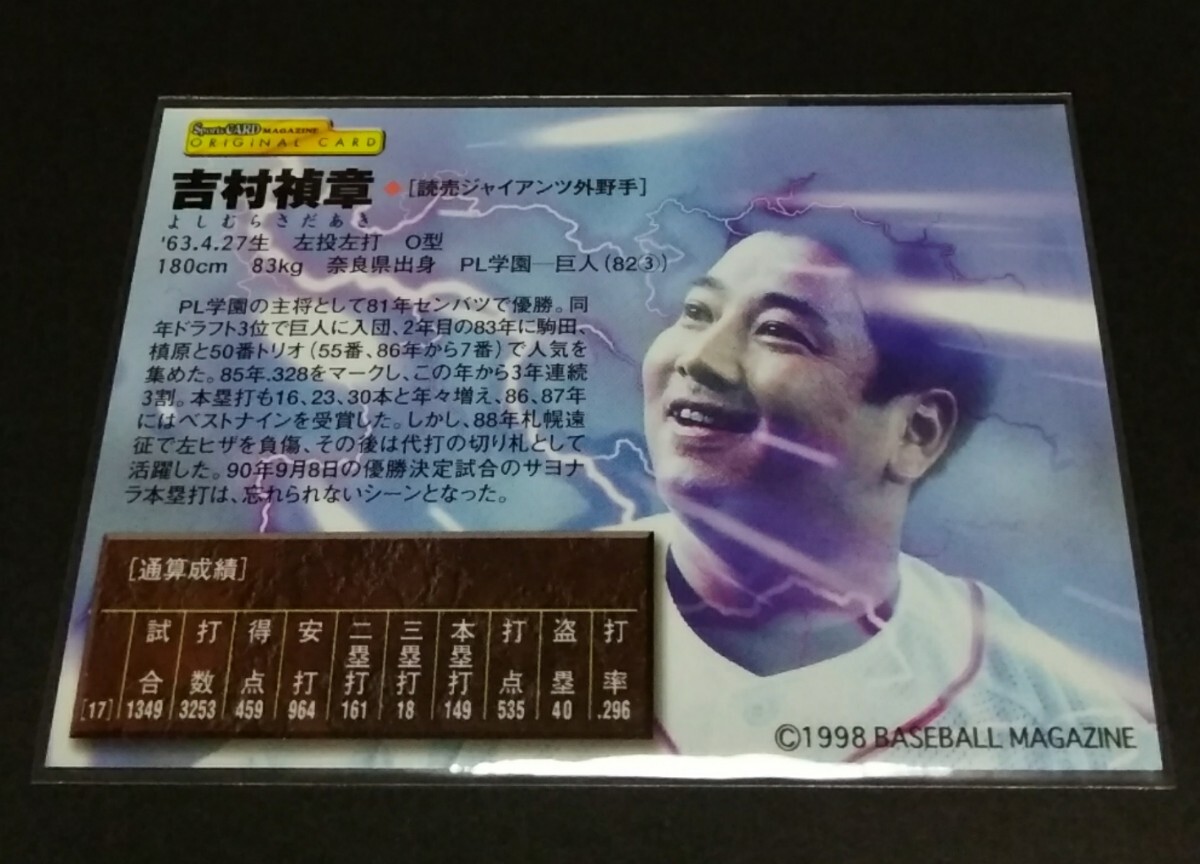 Sports CARD MAGAZINE
ORIGINAL CARD
吉村禎章◆[読売ジャイアンツ外野手]
よしむらさだあき
'63.4.27生 左投左打 O型
180cm 83kg 奈良県出身 PL学園―巨人(82③)
PL学園の主将として81年センバツで優勝。同
年ドラフト3位で巨人に入団、2年目の83年に駒田、
槙原と50番トリオ(55番、86年から7番)で人気を
集めた。85年.328をマークし、この年から3年連続
3割。本塁打も16、23、30本と年々増え、86、87年
にはベストナインを受賞した。しかし、88年札幌遠
征で左ヒザを負傷、その後は代打の切り札として
活躍した。90年9月8日の優勝決定試合のサヨナ
ラ本塁打は、忘れられないシーンとなった。
[通算成績]
試合 打数 得点 安打 二塁打 三塁打 本塁打 打点 盗塁 打率
[17] 1349 3253 459 964 161 18 149 535 40 .296
©1998 BASEBALL MAGAZINE